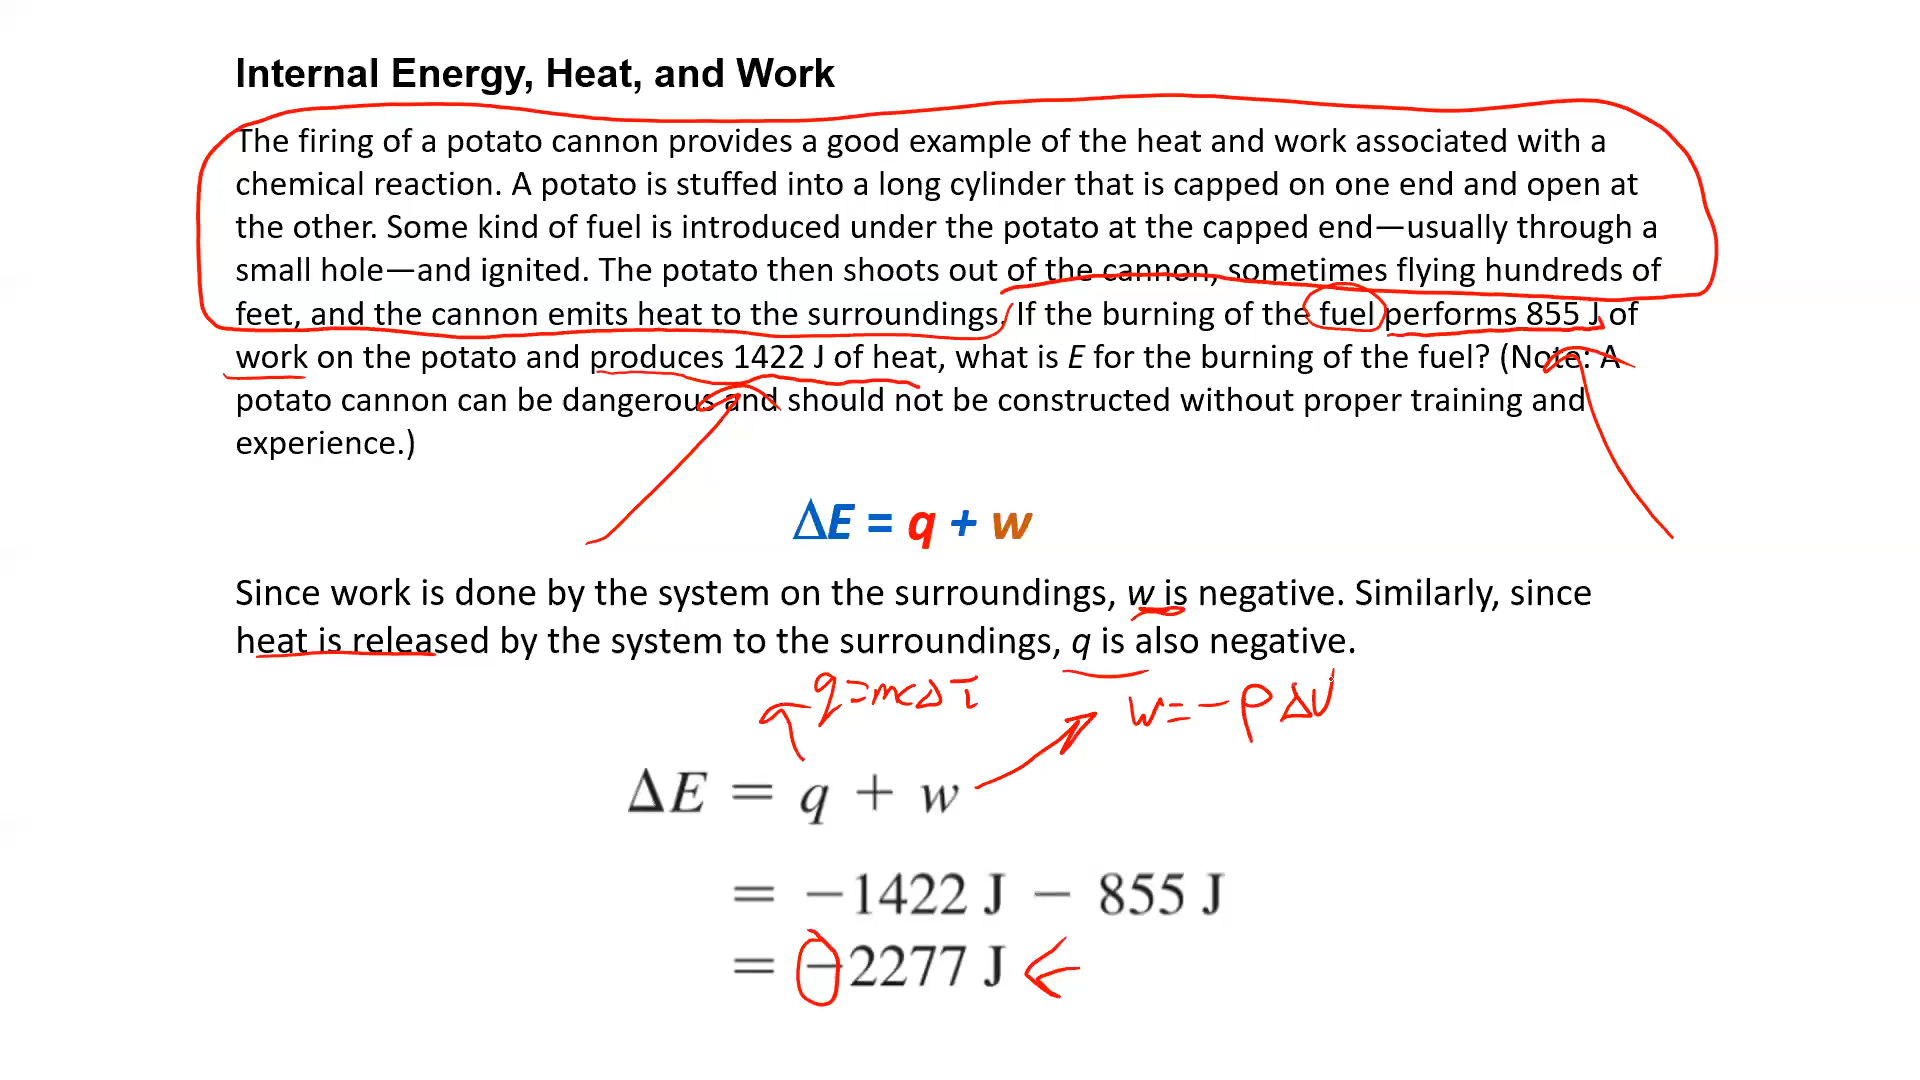 Internal Energy, Heat, and Work
The firing of a potato cannon provides a good example of the heat and work associated with a
chemical reaction. A potato is stuffed into a long cylinder that is capped on one end and open at
the other. Some kind of fuel is introduced under the potato at the capped end—usually through a
small hole—and ignited. The potato then shoots out of the cannon, sometimes flying hundreds of
feet, and the cannon emits heat to the surroundings. If the burning of the fuel performs 855 J of
work on the potato and produces 1422 J of heat, what is E for the burning of the fuel? (Note: A
potato cannon can be dangerous and should not be constructed without proper training and
experience.)
ΔE = q + w
Since work is done by the system on the surroundings, w is negative. Similarly, since
heat is released by the system to the surroundings, q is also negative.
q=mcΔT
w=-PΔV
ΔE = q + w
= −1422 J − 855 J
= −2277 J